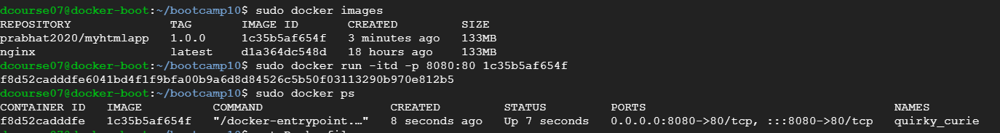 dcourse07@docker-boot:~/bootcamp10$ sudo docker images
REPOSITORY TAG IMAGE ID CREATED SIZE
prabhat2020/myhtmlapp 1.0.0 1c35b5af654f 3 minutes ago 133MB
nginx latest d1a364dc548d 18 hours ago 133MB
dcourse07@docker-boot:~/bootcamp10$ sudo docker run -itd -p 8080:80 1c35b5af654f
f8d52cadddfe6041bd4f1f9bfa00b9a6d8d84526c5b50f03113290b970e812b5
dcourse07@docker-boot:~/bootcamp10$ sudo docker ps
CONTAINER ID IMAGE COMMAND CREATED STATUS PORTS NAMES
f8d52cadddfe 1c35b5af654f "/docker-entrypoint.…" 8 seconds ago Up 7 seconds 0.0.0.0:8080->80/tcp, :::8080->80/tcp quirky_curie